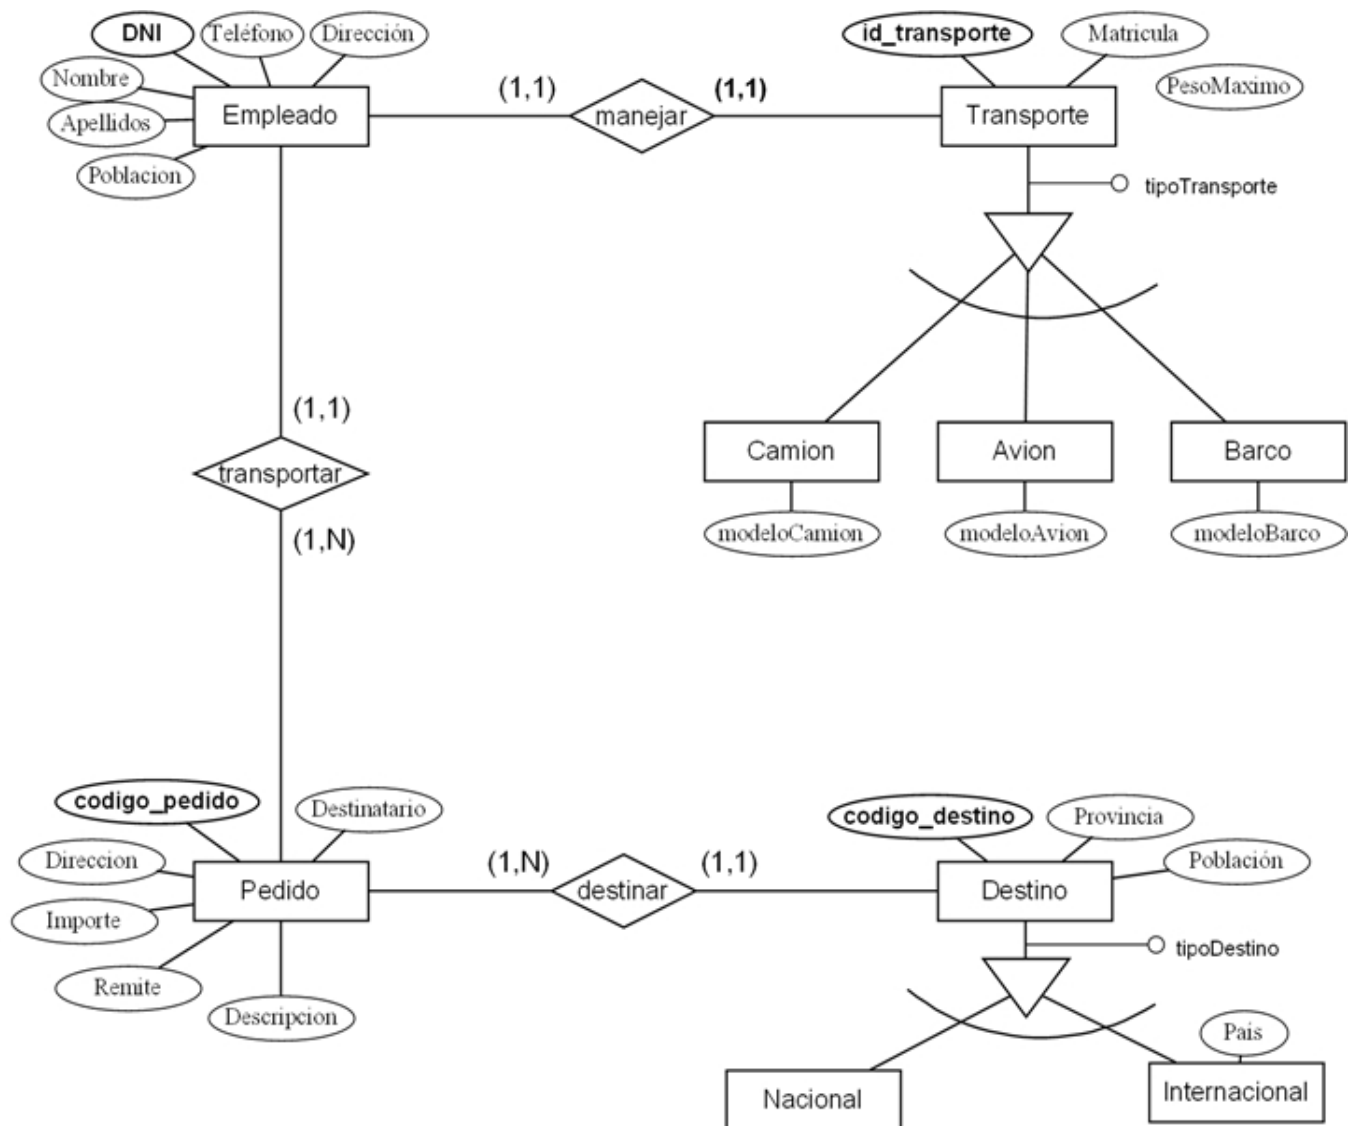 DNI
Teléfono
Dirección
Nombre
Apellidos
Poblacion
Empleado
(1,1)
manejar
(1,1)
id_transporte
Matricula
PesoMaximo
Transporte
tipoTransporte
Camion
Avion
Barco
modeloCamion
modeloAvion
modeloBarco
(1,1)
transportar
(1,N)
codigo_pedido
Destinatario
Direccion
Importe
Remite
Descripcion
Pedido
(1,N)
destinar
(1,1)
codigo_destino
Provincia
Población
Destino
tipoDestino
Pais
Nacional
Internacional